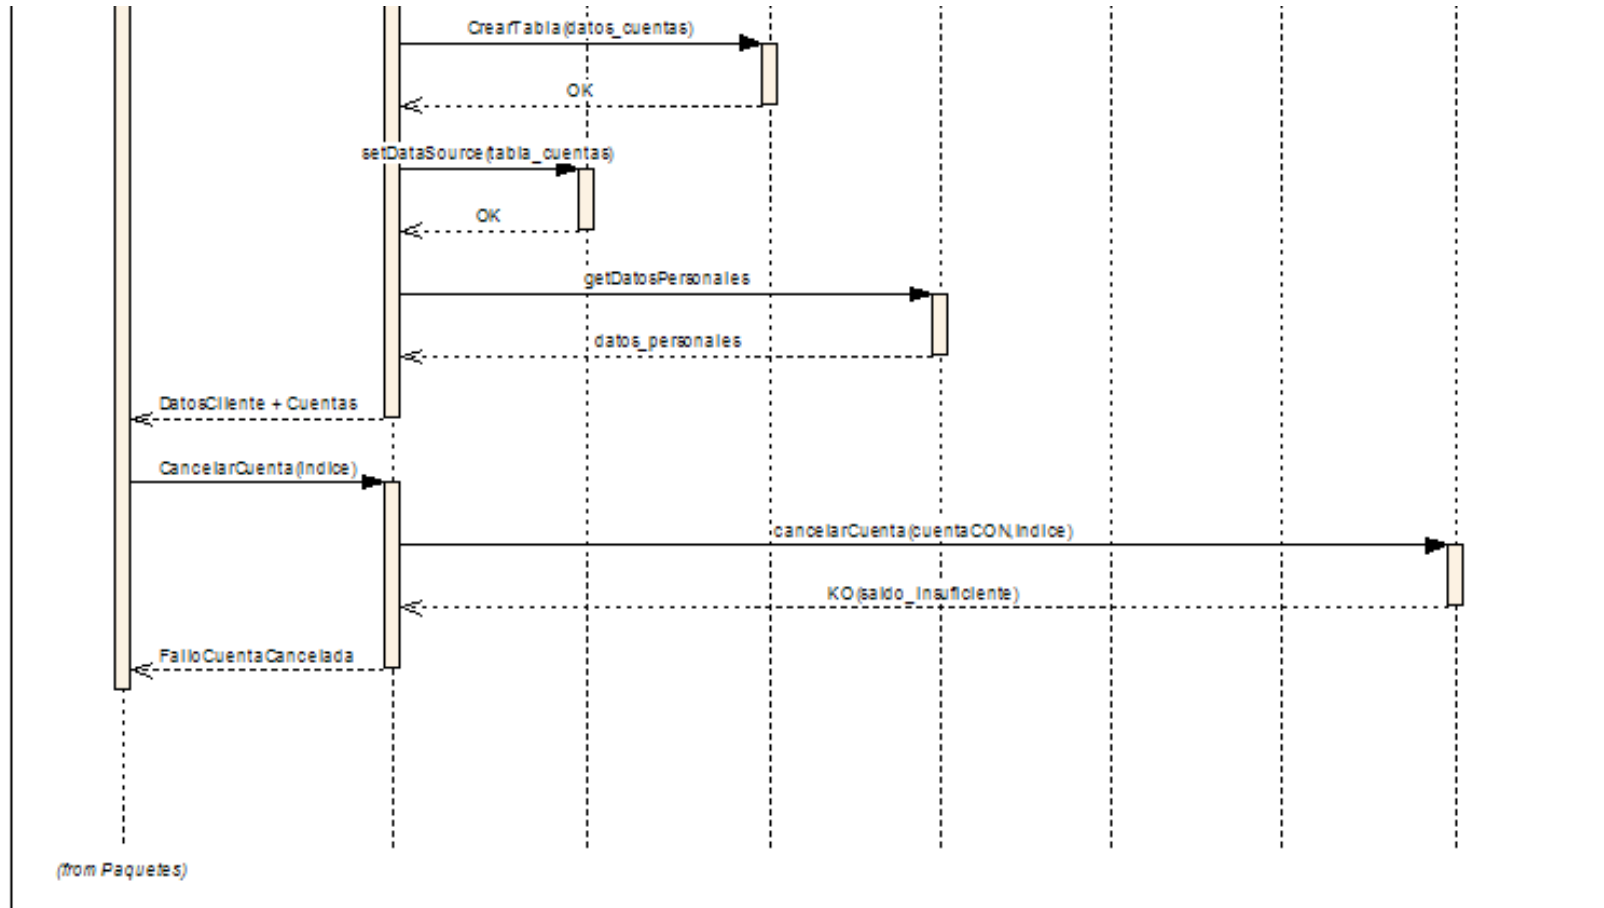 CrearTabla(datos_cuentas)
OK
setDataSource(tabla_cuentas)
OK
getDatosPersonales
datos_personales
DatosCliente + Cuentas
CancelarCuenta(indice)
cancelarCuenta(cuentaCON,indice)
KO(saldo_insuficiente)
FalloCuentaCancelada
(from Paquetes)